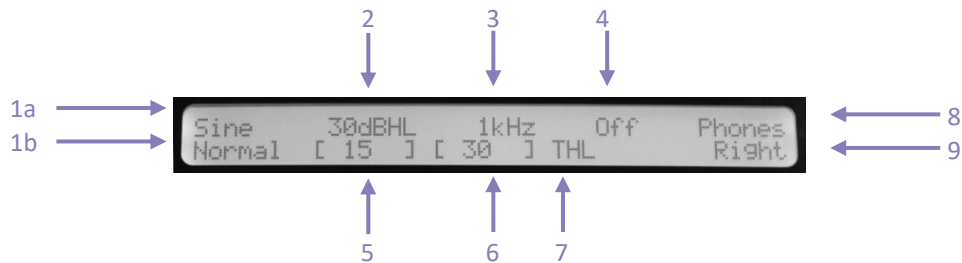 2 3 4
1a Sine 30dBHL 1kHz Off Phones 8
1b Normal [ 15 ] [ 30 ] THL Right 9
5 6 7